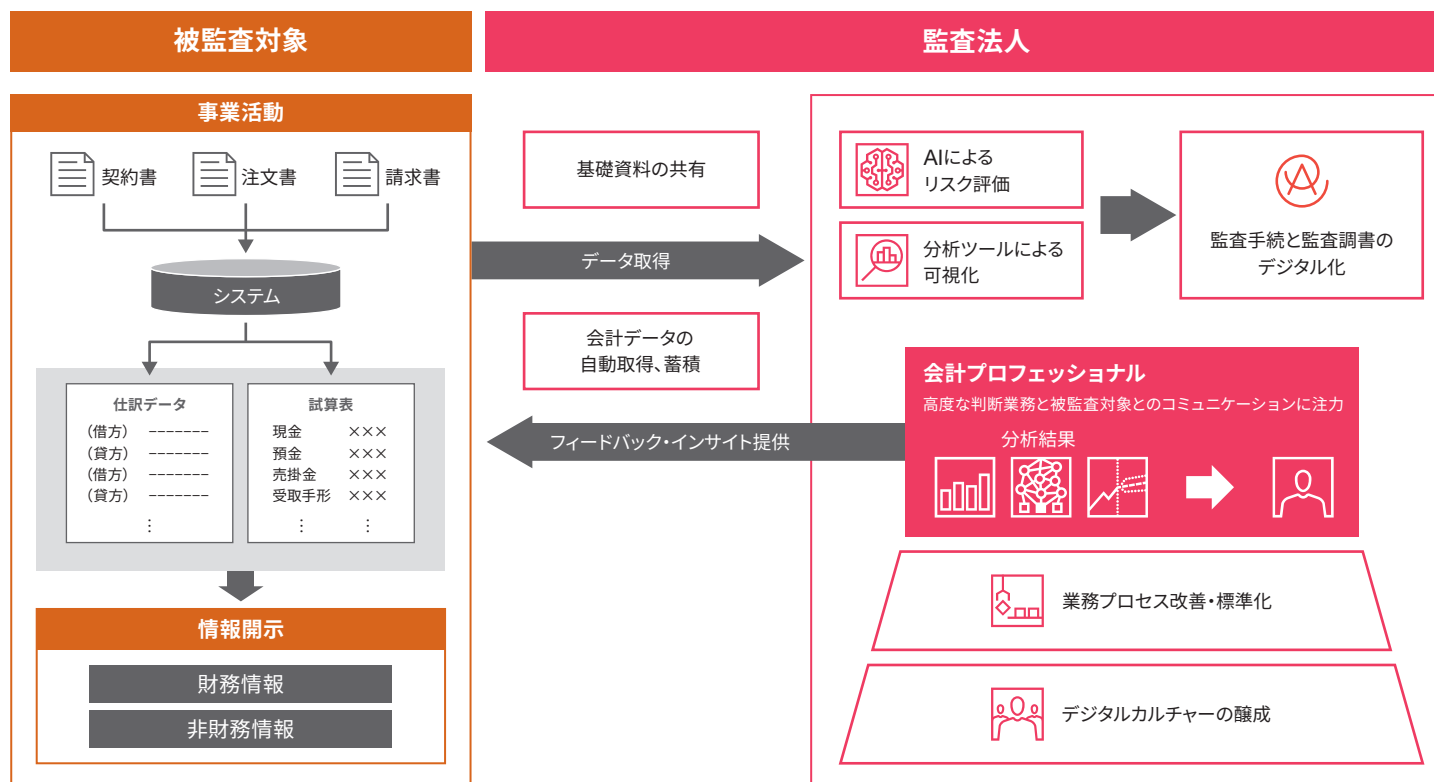 被監査対象
監査法人
事業活動
契約書
注文書
請求書
システム
仕訳データ
(借方) −−−−−−−
(貸方) −−−−−−−
(借方) −−−−−−−
(貸方) −−−−−−−
⋮
試算表
現金 ×××
預金 ×××
売掛金 ×××
受取手形 ×××
⋮ ⋮
情報開示
財務情報
非財務情報
基礎資料の共有
データ取得
会計データの
自動取得、蓄積
フィードバック・インサイト提供
AIによる
リスク評価
分析ツールによる
可視化
監査手続と監査調書の
デジタル化
会計プロフェッショナル
高度な判断業務と被監査対象とのコミュニケーションに注力
分析結果
業務プロセス改善・標準化
デジタルカルチャーの醸成